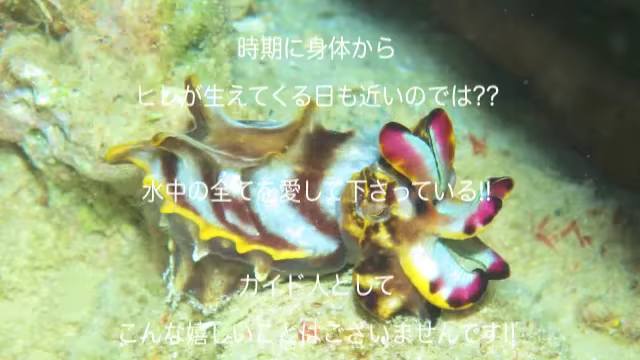 時期に身体から
ヒレが生えてくる日も近いのでは??
水中の全てを愛して下さっている!!
ガイド人として
こんな嬉しいことはございませんです!!